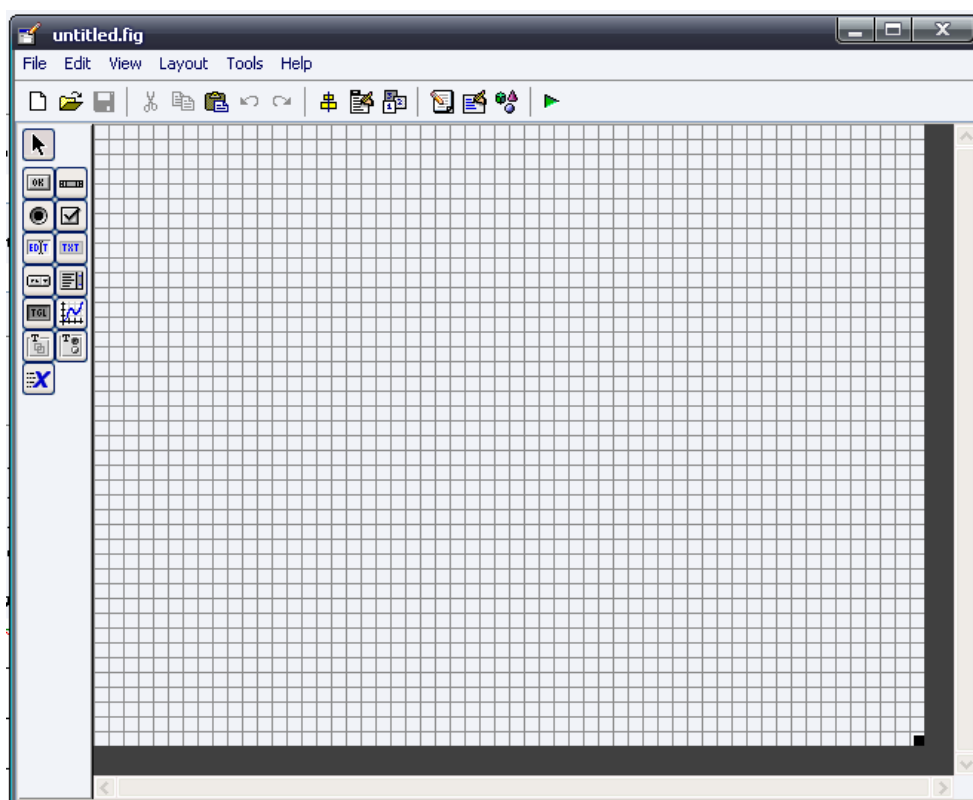 untitled.fig
File Edit View Layout Tools Help
OK
EDIT TXT
TGL
T T
X